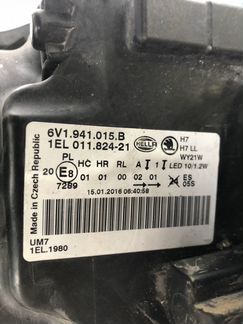 6V1.941.015.B
1EL 011.824-21
HELLA
H7
H7 LL
WY21W
LED 10/1.2W
PL HC HR RL A I 1 I
20 E8 01 01 00 02 01 ES
7289 05S
15.01.2016 06:40:58
Made in Czech Republic
UM7
1EL.1980